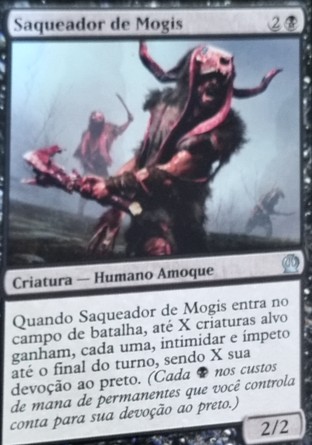 Saqueador de Mogis 2
Criatura — Humano Amoque
Quando Saqueador de Mogis entra no
campo de batalha, até X criaturas alvo
ganham, cada uma, intimidar e ímpeto
até o final do turno, sendo X sua
devoção ao preto. (Cada nos custos
de mana de permanentes que você controla
conta para sua devoção ao preto.)
2/2